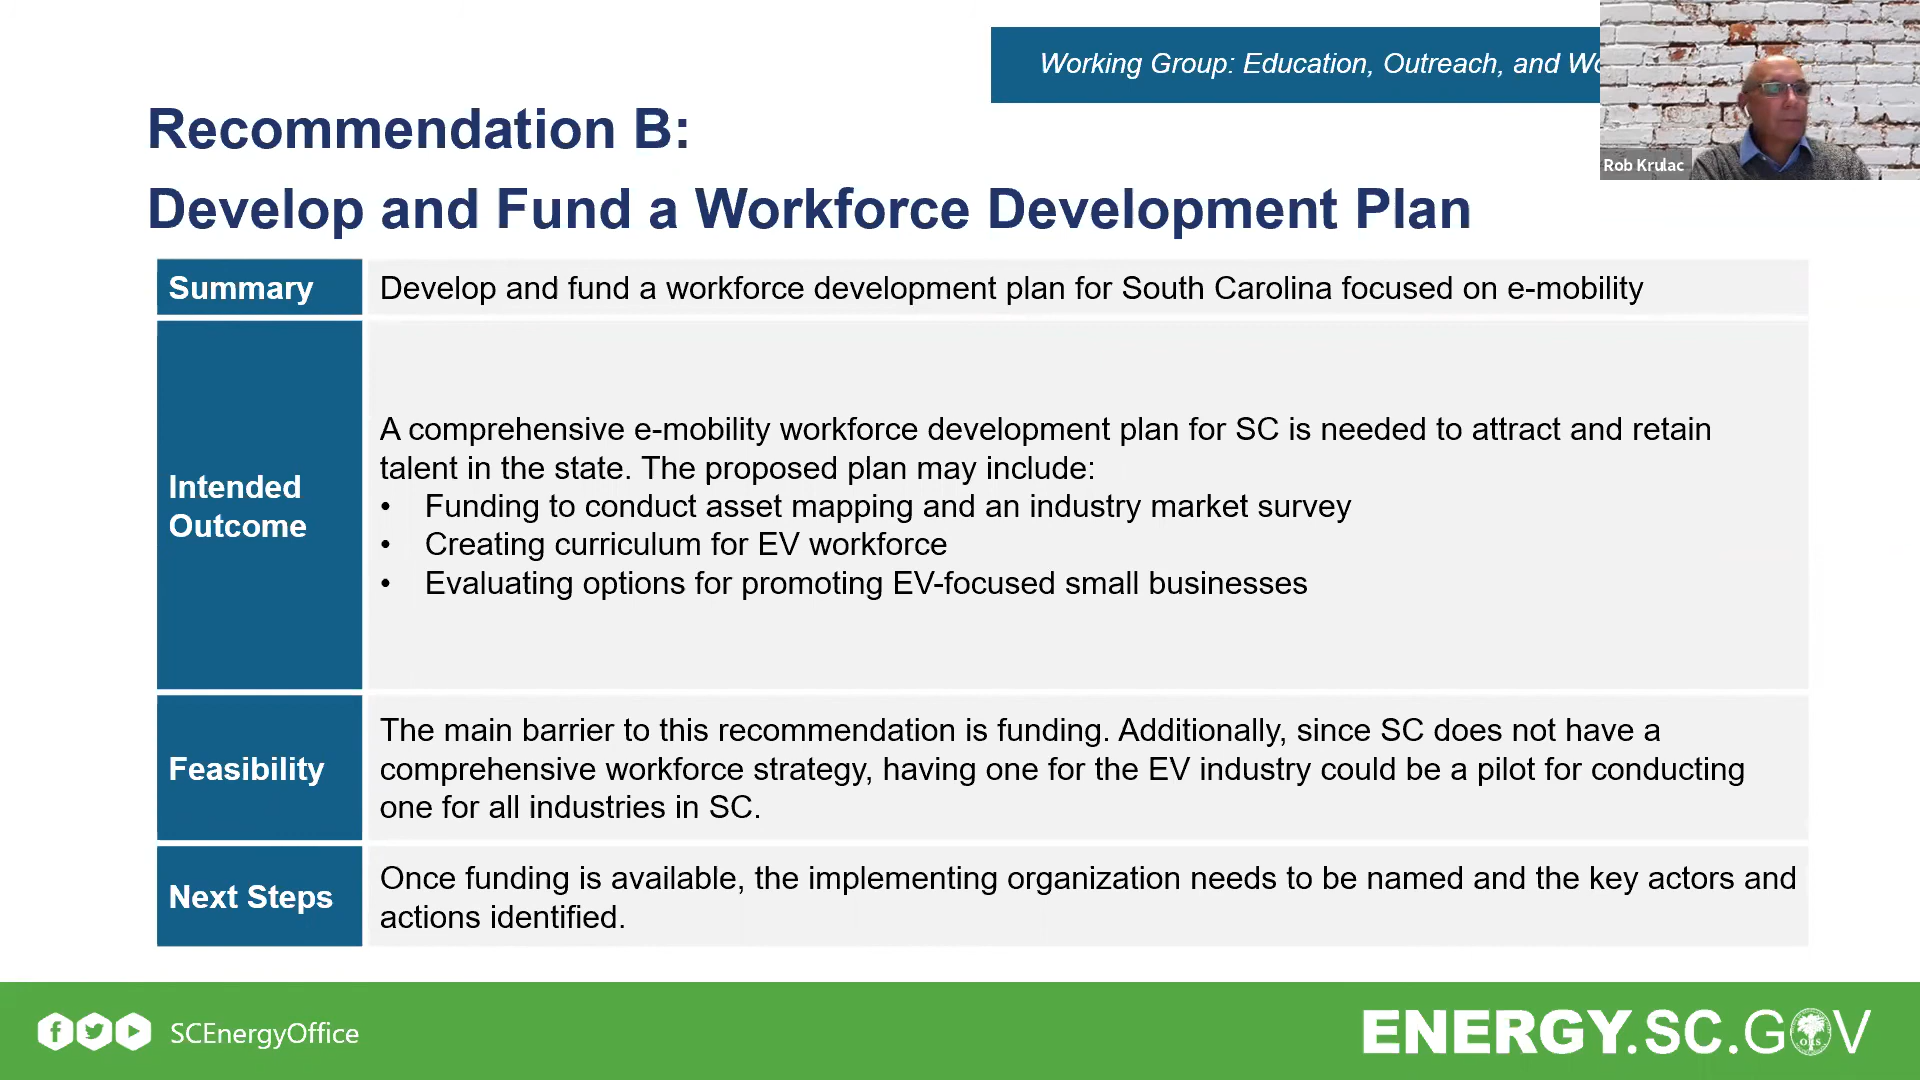 Working Group: Education, Outreach, and
Rob Krulac
Recommendation B:
Develop and Fund a Workforce Development Plan
Summary
Develop and fund a workforce development plan for South Carolina focused on e-mobility
Intended
Outcome
A comprehensive e-mobility workforce development plan for SC is needed to attract and retain
talent in the state. The proposed plan may include:
• Funding to conduct asset mapping and an industry market survey
• Creating curriculum for EV workforce
• Evaluating options for promoting EV-focused small businesses
Feasibility
The main barrier to this recommendation is funding. Additionally, since SC does not have a
comprehensive workforce strategy, having one for the EV industry could be a pilot for conducting
one for all industries in SC.
Next Steps
Once funding is available, the implementing organization needs to be named and the key actors and
actions identified.
SCEnergyOffice
ENERGY.SC.GOV